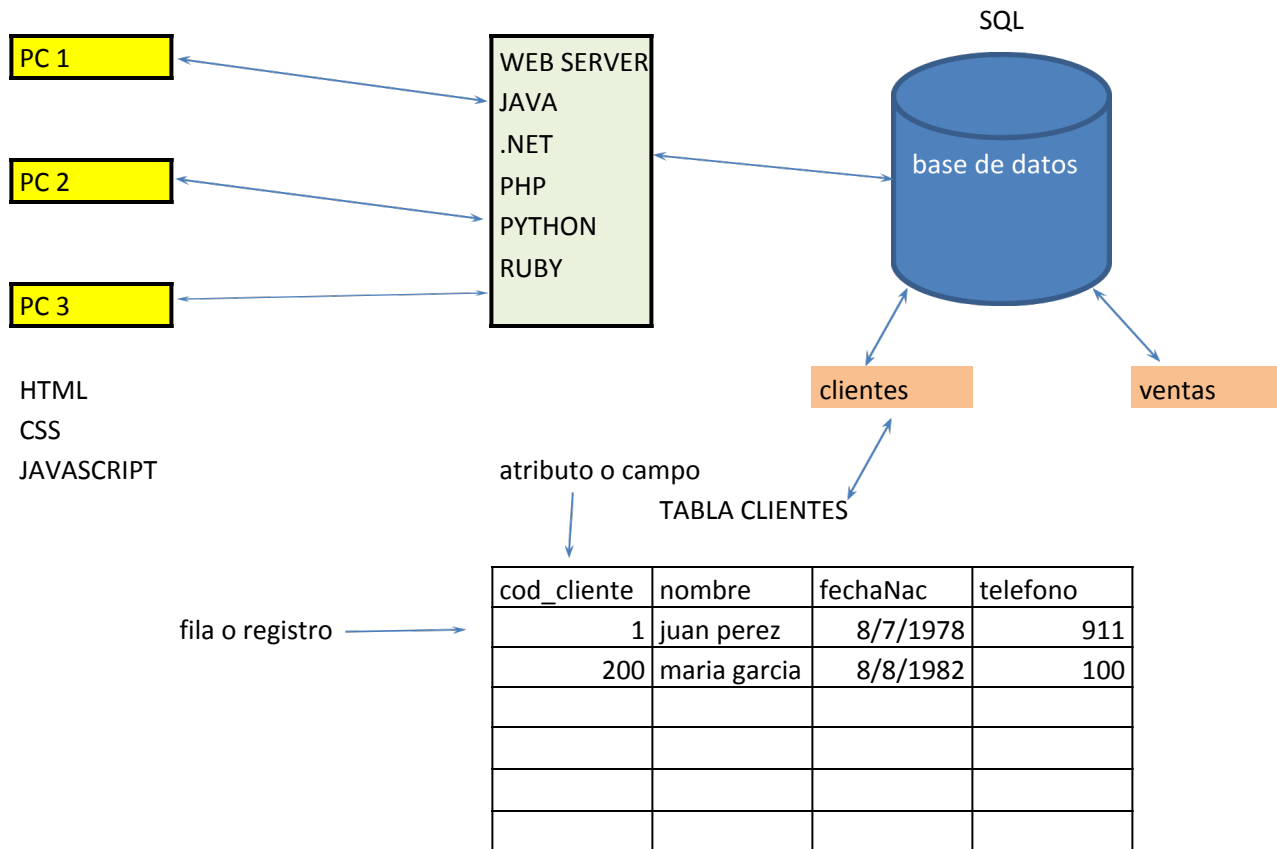 SQL
PC 1
PC 2
PC 3
WEB SERVER
JAVA
.NET
PHP
PYTHON
RUBY
base de datos
HTML
CSS
JAVASCRIPT
clientes
ventas
atributo o campo
TABLA CLIENTES
fila o registro
cod_cliente nombre fechaNac telefono
1 juan perez 8/7/1978 911
200 maria garcia 8/8/1982 100